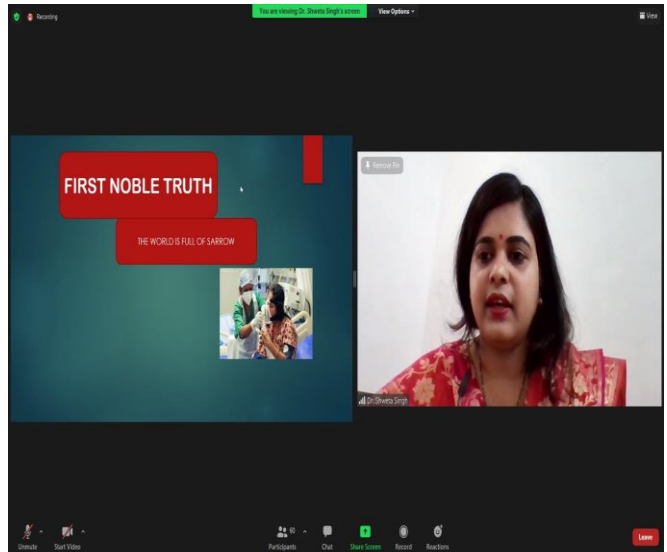 Recording
You are viewing Dr. Shweta Singh's screen
View Options
View
FIRST NOBLE TRUTH
THE WORLD IS FULL OF SARROW
Remove Pin
Dr. Shweta Singh
Unmute
Start Video
60
Participants
Chat
Share Screen
Record
Reactions
Leave